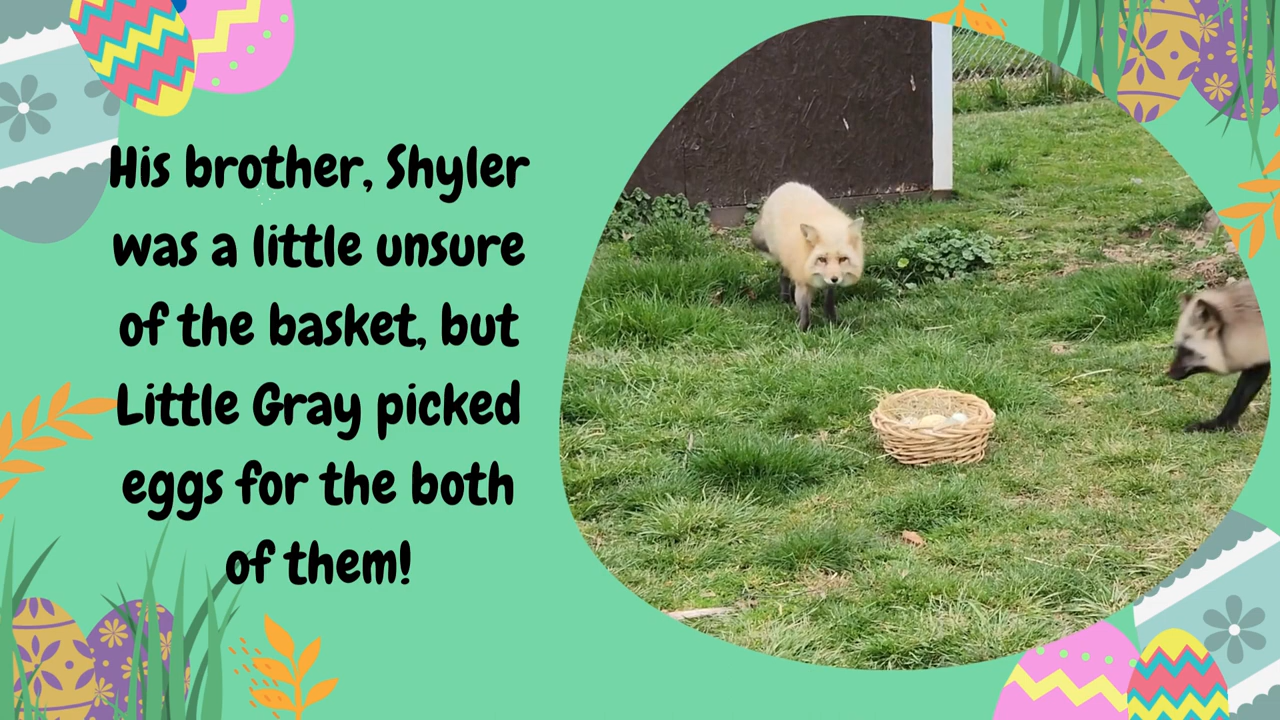 His brother, Shyler
was a little unsure
of the basket, but
Little Gray picked
eggs for the both
of them!